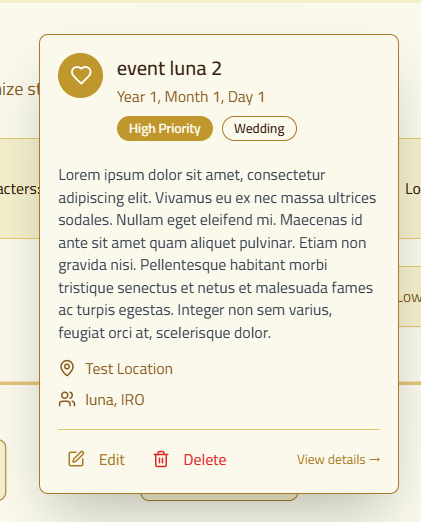 event luna 2
Year 1, Month 1, Day 1
High Priority
Wedding
Lorem ipsum dolor sit amet, consectetur
adipiscing elit. Vivamus eu ex nec massa ultrices
sodales. Nullam eget eleifend mi. Maecenas id
ante sit amet quam aliquet pulvinar. Etiam non
gravida nisi. Pellentesque habitant morbi
tristique senectus et netus et malesuada fames
ac turpis egestas. Integer non sem varius,
feugiat orci at, scelerisque dolor.
Test Location
luna, IRO
Edit
Delete
View details →